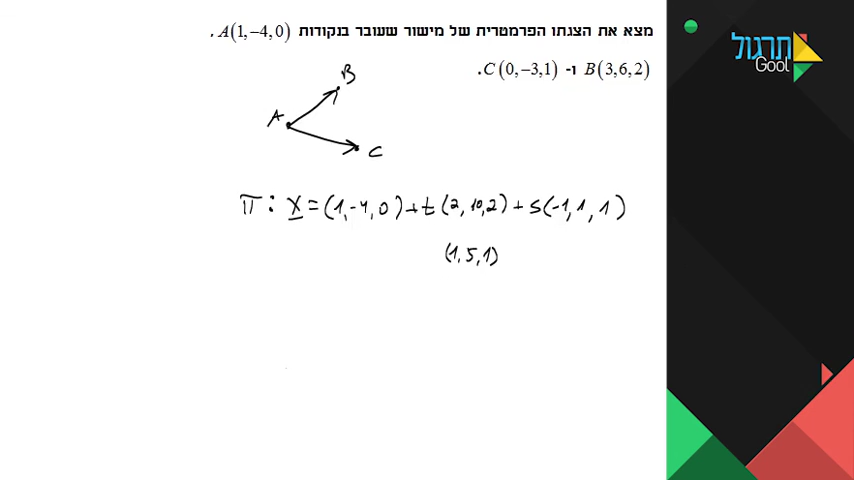 מצא את הצגתו הפרמטרית של מישור שעובר בנקודות A(1,−4,0) ,
B(3,6,2) ו- C(0,−3,1).
B
A
C
π: x = (1,-4,0)+t(2,10,2)+s(-1,1,1)
(1,5,1)
תרגול
Gool